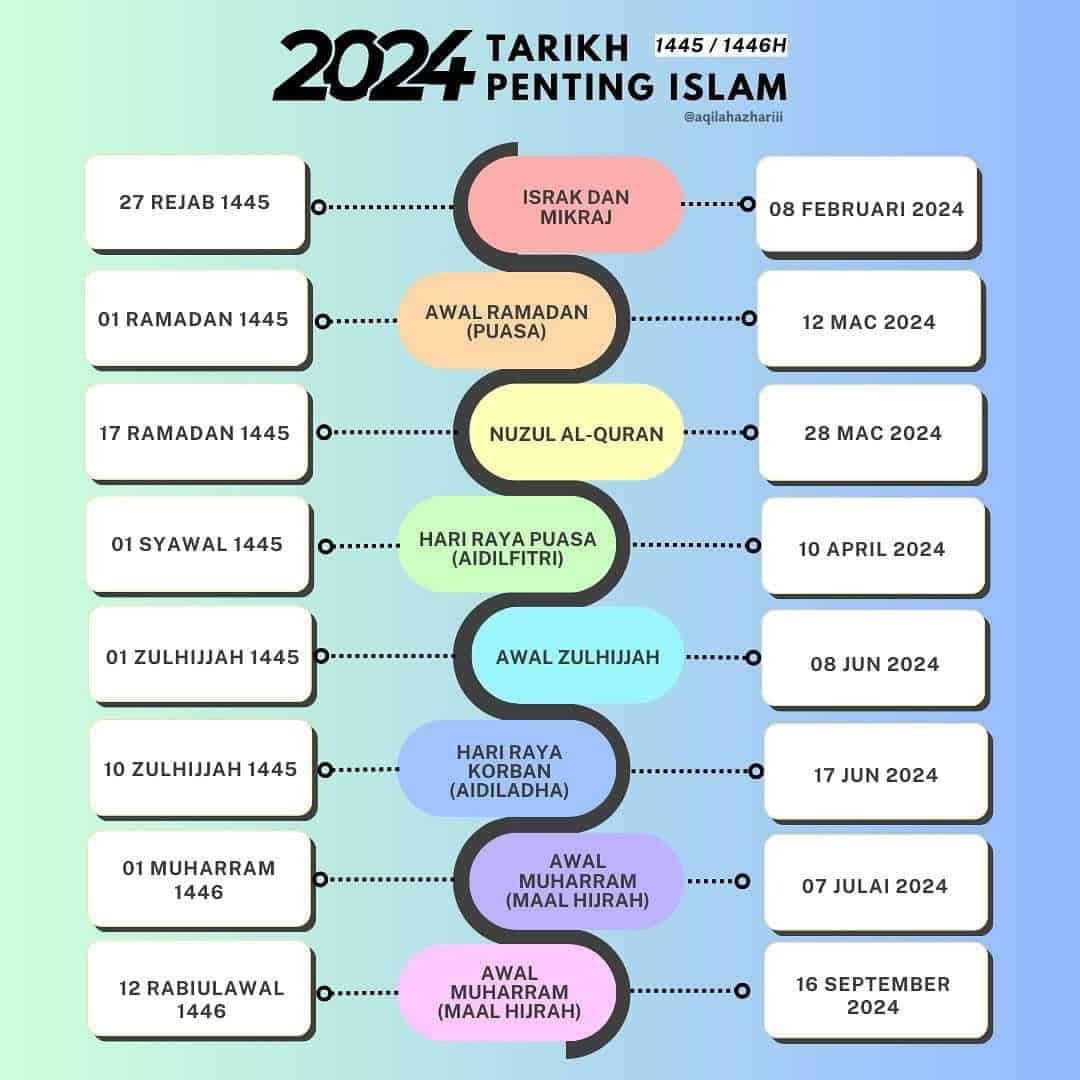 2024 TARIKH 1445 / 1446H
PENTING ISLAM
@aqilahazhariii
27 REJAB 1445
ISRAK DAN
MIKRAJ
08 FEBRUARI 2024
01 RAMADAN 1445
AWAL RAMADAN
(PUASA)
12 MAC 2024
17 RAMADAN 1445
NUZUL AL-QURAN
28 MAC 2024
01 SYAWAL 1445
HARI RAYA PUASA
(AIDILFITRI)
10 APRIL 2024
01 ZULHIJJAH 1445
AWAL ZULHIJJAH
08 JUN 2024
10 ZULHIJJAH 1445
HARI RAYA
KORBAN
(AIDILADHA)
17 JUN 2024
01 MUHARRAM
1446
AWAL
MUHARRAM
(MAAL HIJRAH)
07 JULAI 2024
12 RABIULAWAL
1446
AWAL
MUHARRAM
(MAAL HIJRAH)
16 SEPTEMBER
2024